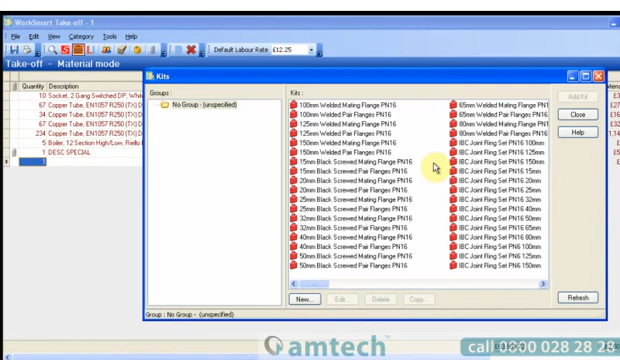 WorkSmart Take-off - 1
File Edit View Category Tools Help
Default Labour Rate £12.25
Take-off - Material mode
Quantity Description
10 Socket, 2 Gang Switched DP, Whit
67 Copper Tube, EN1057 R250 (TX) D
34 Copper Tube, EN1057 R250 (TX) D
67 Copper Tube, EN1057 R250 (TX) D
234 Copper Tube, EN1057 R250 (TX) D
5 Boiler, 12 Section High/Low, Riello
1 DESC SPECIAL
1
Kits
Groups :
No Group - (unspecified)
Kits :
100mm Welded Mating Flange PN16
100mm Welded Pair Flanges PN16
125mm Welded Mating Flange PN16
125mm Welded Pair Flanges PN16
150mm Welded Mating Flange PN16
150mm Welded Pair Flanges PN16
15mm Black Screwed Mating Flange PN16
15mm Black Screwed Pair Flanges PN16
20mm Black Screwed Mating Flange PN16
20mm Black Screwed Pair Flanges PN16
25mm Black Screwed Mating Flange PN16
25mm Black Screwed Pair Flanges PN16
32mm Black Screwed Mating Flange PN16
32mm Black Screwed Pair Flanges PN16
40mm Black Screwed Mating Flange PN16
40mm Black Screwed Pair Flanges PN16
50mm Black Screwed Mating Flange PN16
50mm Black Screwed Pair Flanges PN16
65mm Welded Mating Flange PN1
65mm Welded Pair Flanges PN16
80mm Welded Mating Flange PN1
80mm Welded Pair Flanges PN16
IBC Joint Ring Set PN16 100mm
IBC Joint Ring Set PN16 125mm
IBC Joint Ring Set PN16 150mm
IBC Joint Ring Set PN16 15mm
IBC Joint Ring Set PN16 20mm
IBC Joint Ring Set PN16 25mm
IBC Joint Ring Set PN16 32mm
IBC Joint Ring Set PN16 40mm
IBC Joint Ring Set PN16 50mm
IBC Joint Ring Set PN16 65mm
IBC Joint Ring Set PN16 80mm
IBC Joint Ring Set PN6 100mm
IBC Joint Ring Set PN6 125mm
IBC Joint Ring Set PN6 150mm
Add Kit
Close
Help
New... Edit... Delete Copy...
Refresh
Group : No Group - (unspecified)
amtech
call 0800 028 28 28